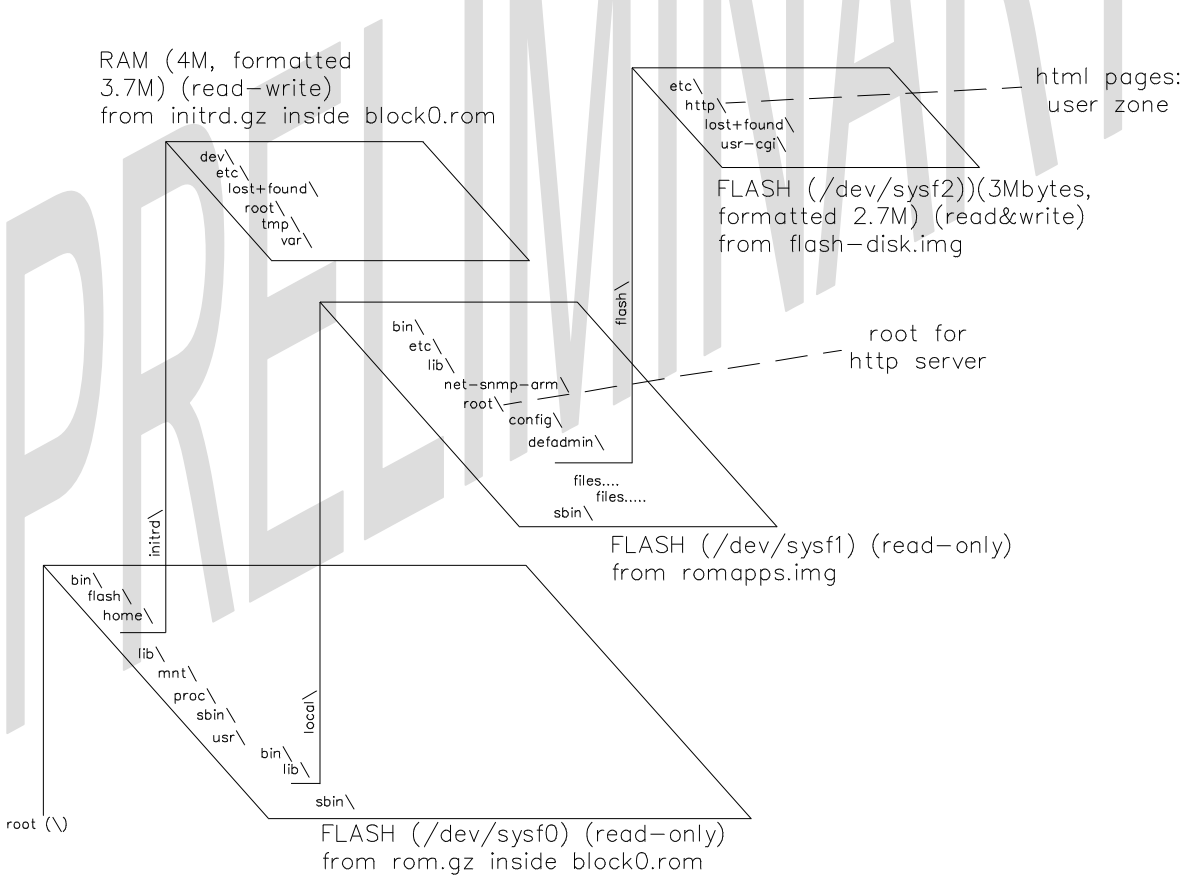 PRELIMINARY
RAM (4M, formatted
3.7M) (read-write)
from initrd.gz inside block0.rom
dev\
etc\
lost+found\
root\
tmp\
var\
etc\
http\
lost+found\
usr-cgi\
html pages:
user zone
FLASH (/dev/sysf2))(3Mbytes,
formatted 2.7M) (read&write)
from flash-disk.img
flash\
bin\
etc\
lib\
net-snmp-arm\
root\
config\
defadmin\
files....
files.....
sbin\
root for
http server
FLASH (/dev/sysf1) (read-only)
from romapps.img
initrd\
bin\
flash\
home\
lib\
mnt\
proc\
sbin\
usr\
local\
bin\
lib\
sbin\
root (\)
FLASH (/dev/sysf0) (read-only)
from rom.gz inside block0.rom